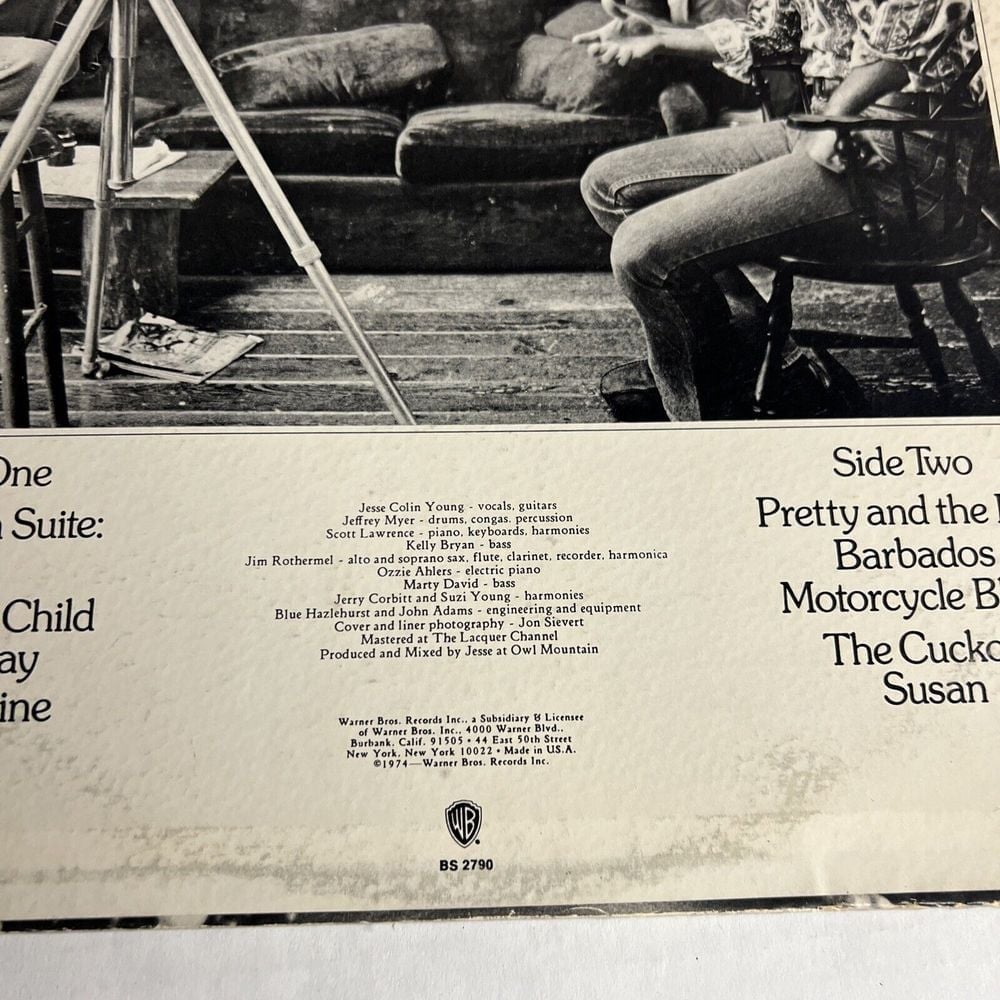 One
Suite:
Child
ine
Jesse Colin Young - vocals, guitars
Jeffrey Myer - drums, congas, percussion
Scott Lawrence - piano, keyboards, harmonies
Kelly Bryan - bass
Jim Rothermel - alto and soprano sax, flute, clarinet, recorder, harmonica
Ozzie Ahlers - electric piano
Marty David - bass
Jerry Corbitt and Suzi Young - harmonies
Blue Hazlehurst and John Adams - engineering and equipment
Cover and liner photography - Jon Sievert
Mastered at The Lacquer Channel
Produced and Mixed by Jesse at Owl Mountain
Warner Bros. Records Inc., a Subsidiary & Licensee
of Warner Bros. Inc., 4000 Warner Blvd.,
Burbank, Calif. 91505 • 44 East 50th Street
New York, New York 10022 • Made in U.S.A.
©1974—Warner Bros. Records Inc.
WB
BS 2790
Side Two
Pretty and the
Barbados
Motorcycle
The
Susan